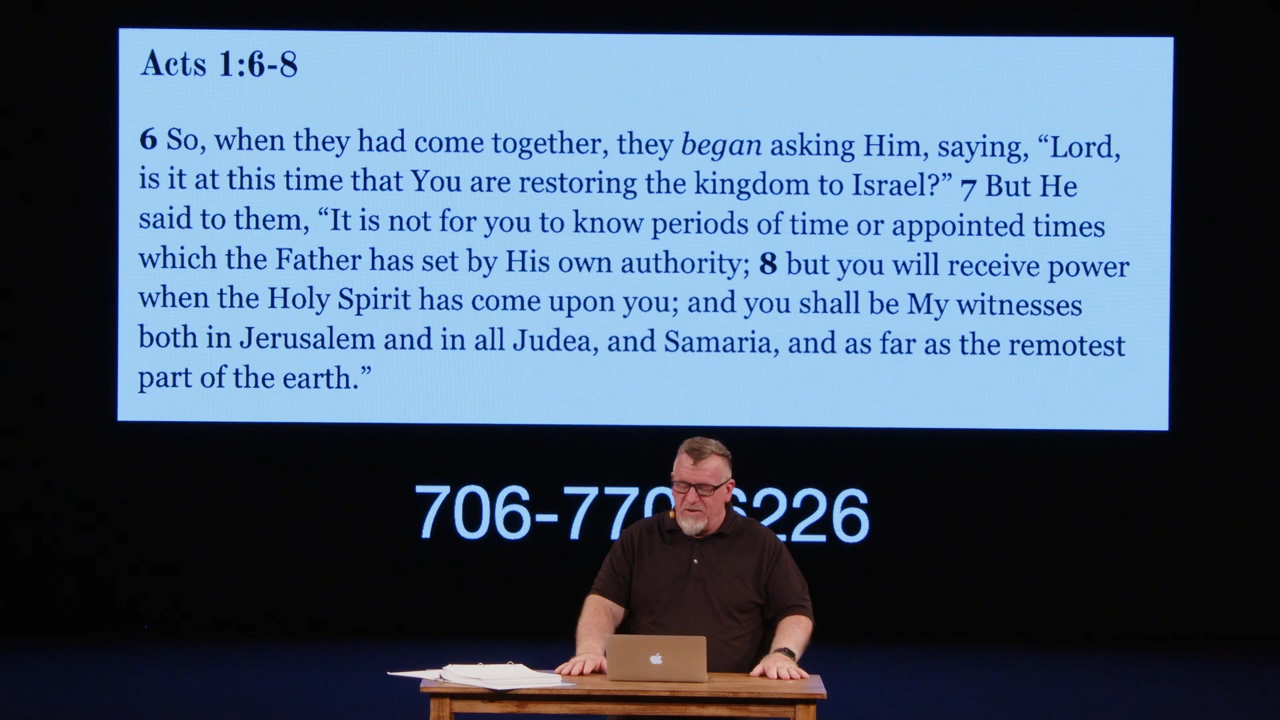 Acts 1:6-8
6 So, when they had come together, they began asking Him, saying, “Lord,
is it at this time that You are restoring the kingdom to Israel?” 7 But He
said to them, “It is not for you to know periods of time or appointed times
which the Father has set by His own authority; 8 but you will receive power
when the Holy Spirit has come upon you; and you shall be My witnesses
both in Jerusalem and in all Judea, and Samaria, and as far as the remotest
part of the earth.”
706-770 6226